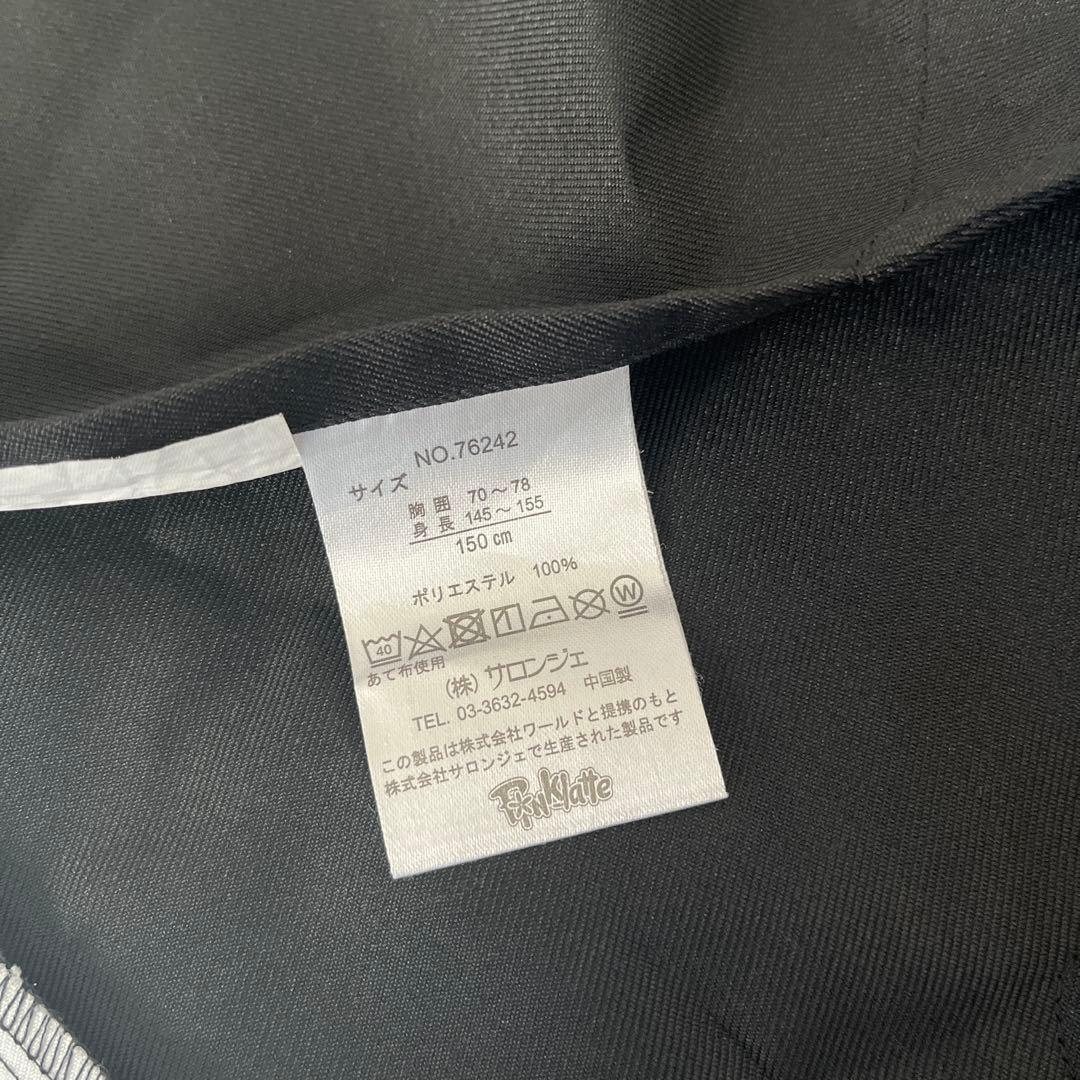 NO.76242
サイズ
胸囲 70～78
身長 145～155
150㎝
ポリエステル 100%
40 W
あて布使用
(株) サロンジェ
TEL. 03-3632-4594 中国製
この製品は株式会社ワールドと提携のもと
株式会社サロンジェで生産された製品です
PiNKlatte